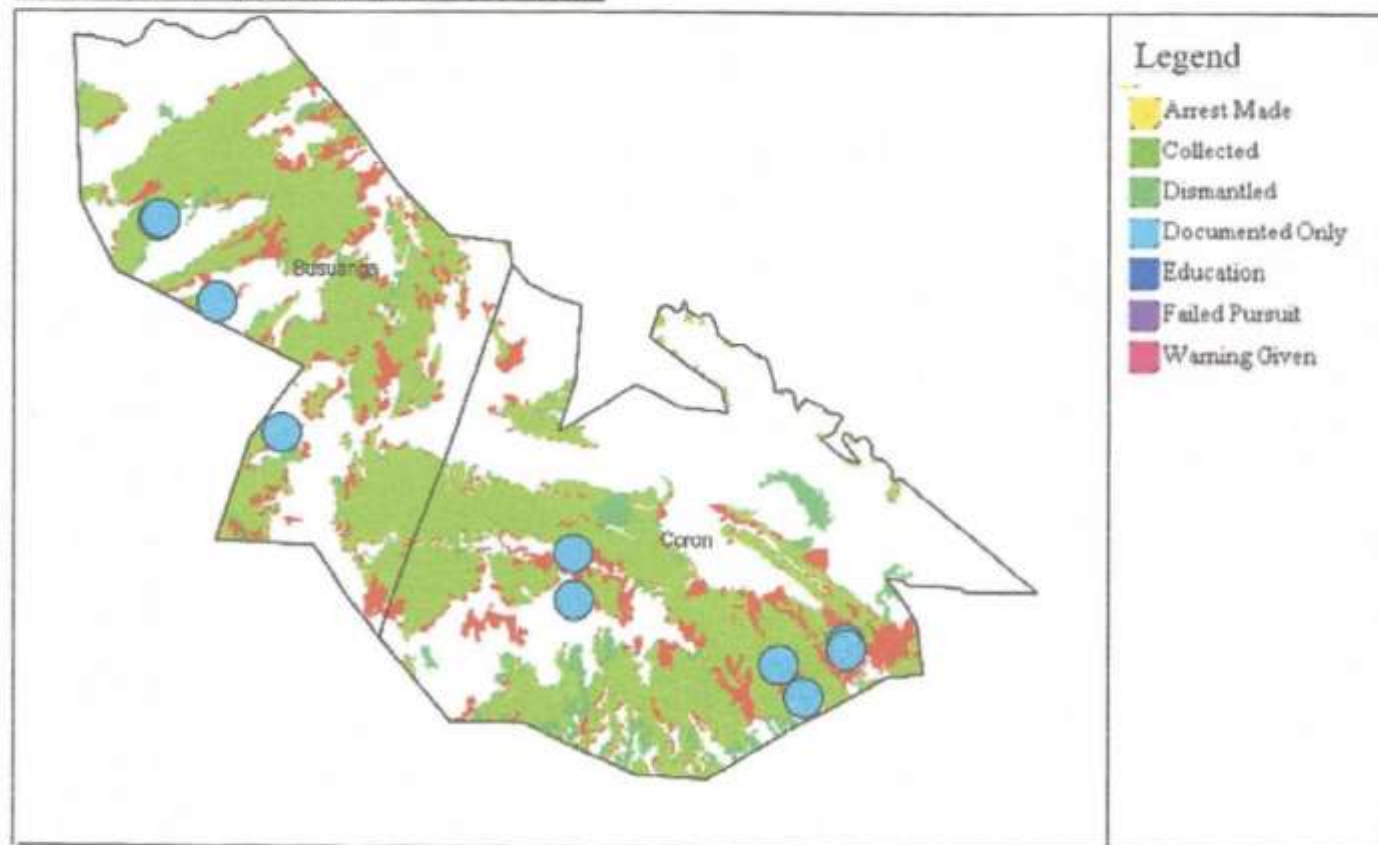 Legend
Arrest Made
Collected
Dismantled
Documented Only
Education
Failed Pursuit
Warning Given
Busuanga
Coron